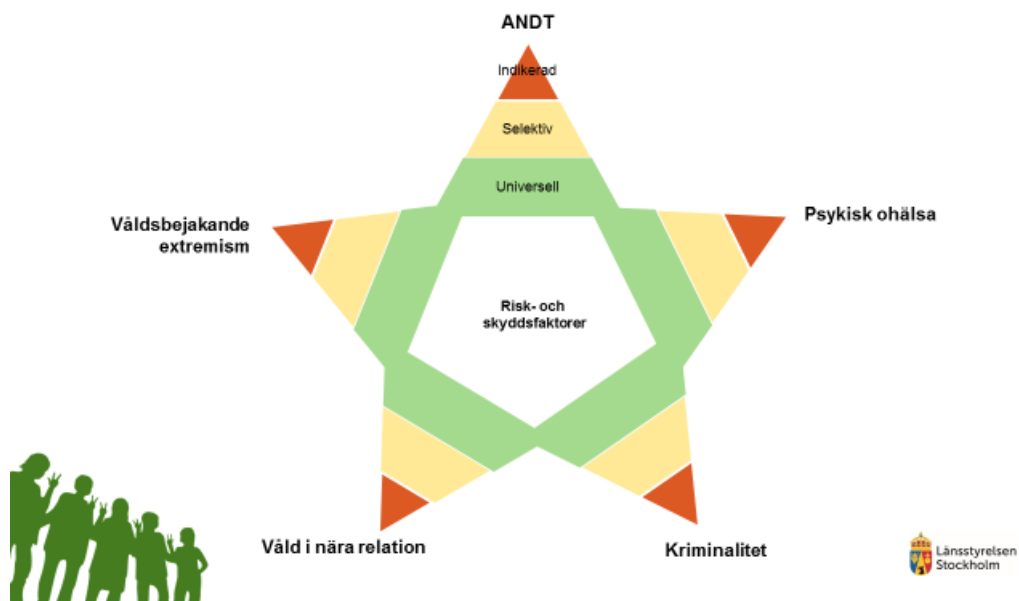 ANDT
Indikerad
Selektiv
Universell
Våldsbejakande
extremism
Psykisk ohälsa
Risk- och
skyddsfaktorer
Våld i nära relation
Kriminalitet
Länsstyrelsen
Stockholm